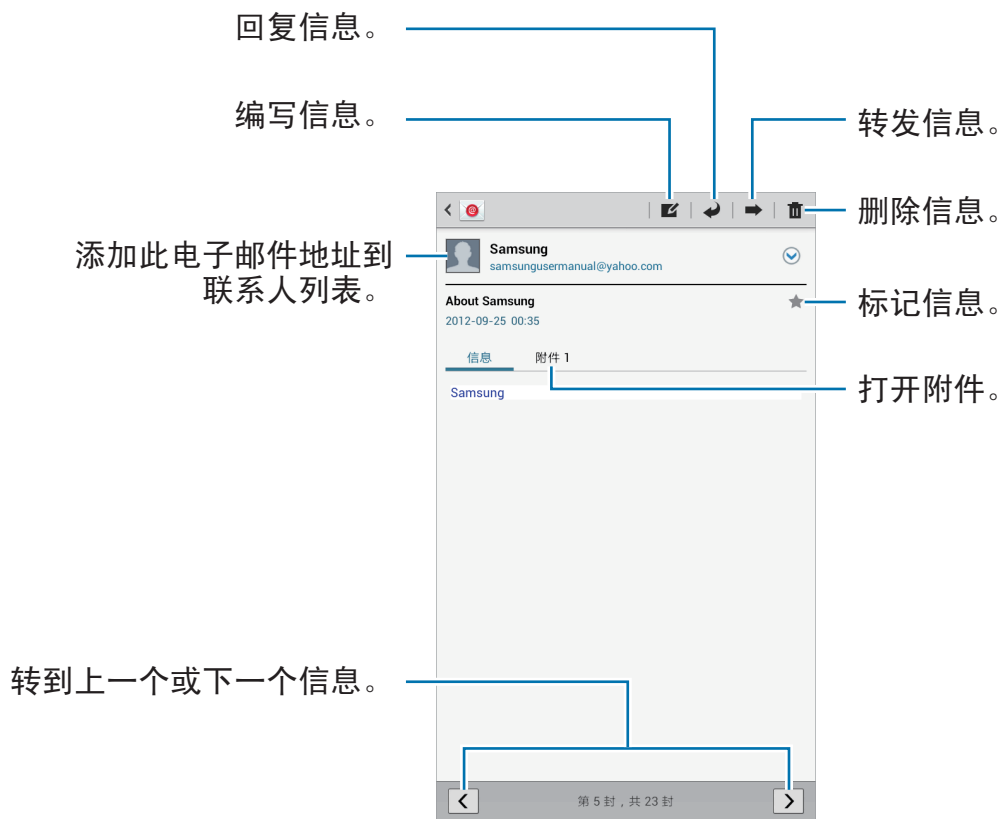 回复信息。
编写信息。
转发信息。
删除信息。
添加此电子邮件地址到
联系人列表。
Samsung
samsungusermanual@yahoo.com
About Samsung
2012-09-25 00:35
标记信息。
信息 附件 1
打开附件。
Samsung
转到上一个或下一个信息。
第 5 封，共 23 封